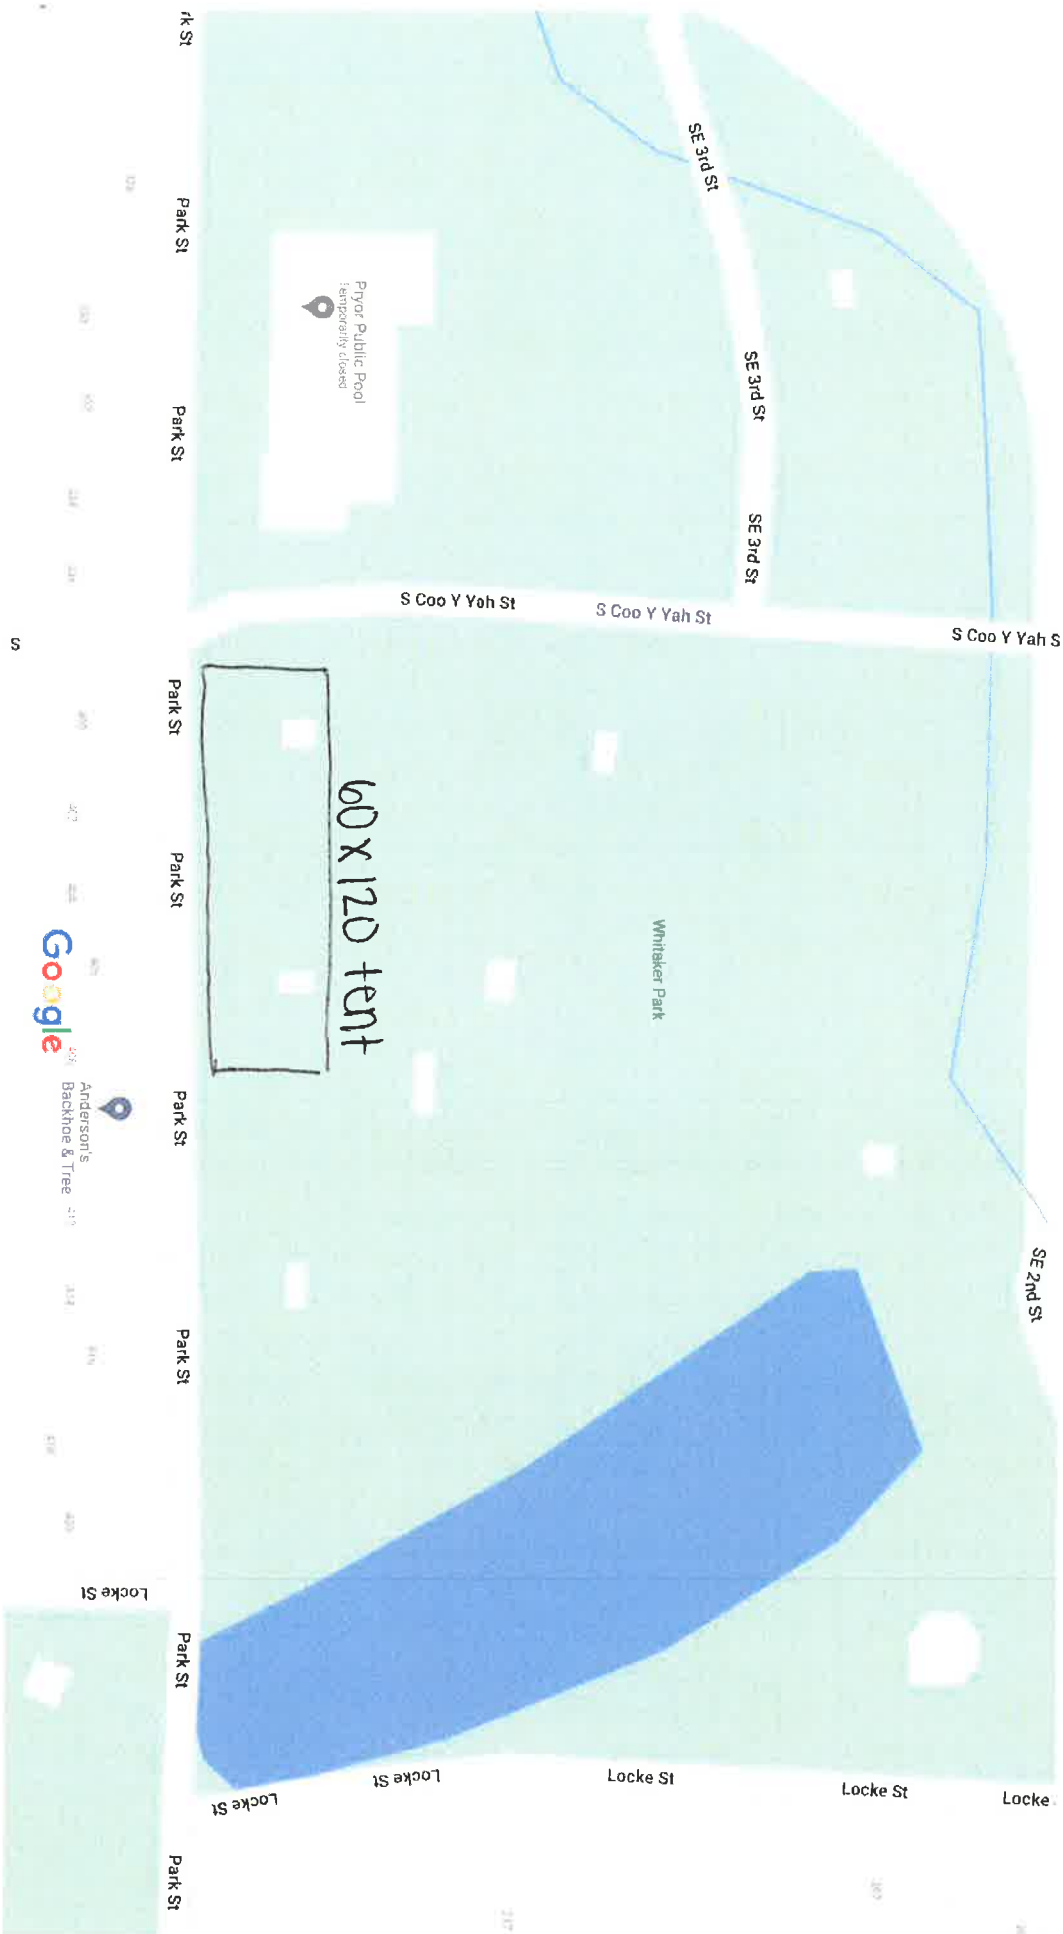 rk St
SE 3rd St
Park St
Pryor Public Pool
Temporarily closed
SE 3rd St
Park St
SE 3rd St
S Coo Y Yah St
S Coo Y Yah St
S Coo Y Yah S
S
Park St
60 x 120 tent
Park St
Whitaker Park
Google
Anderson's
Backhoe & Tree
Park St
SE 2nd St
Park St
Locke St
Park St
Locke St
Locke St
Locke St
Locke St
Locke
Park St